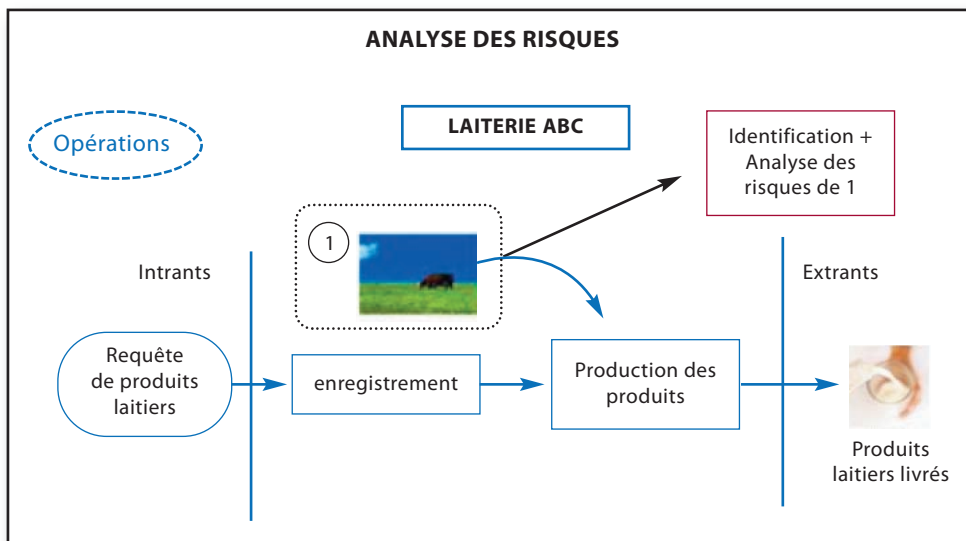 ANALYSE DES RISQUES
Opérations
LAITERIE ABC
Identification +
Analyse des
risques de 1
1
Intrants
Extrants
Requête
de produits
laitiers
enregistrement
Production des
produits
Produits
laitiers livrés